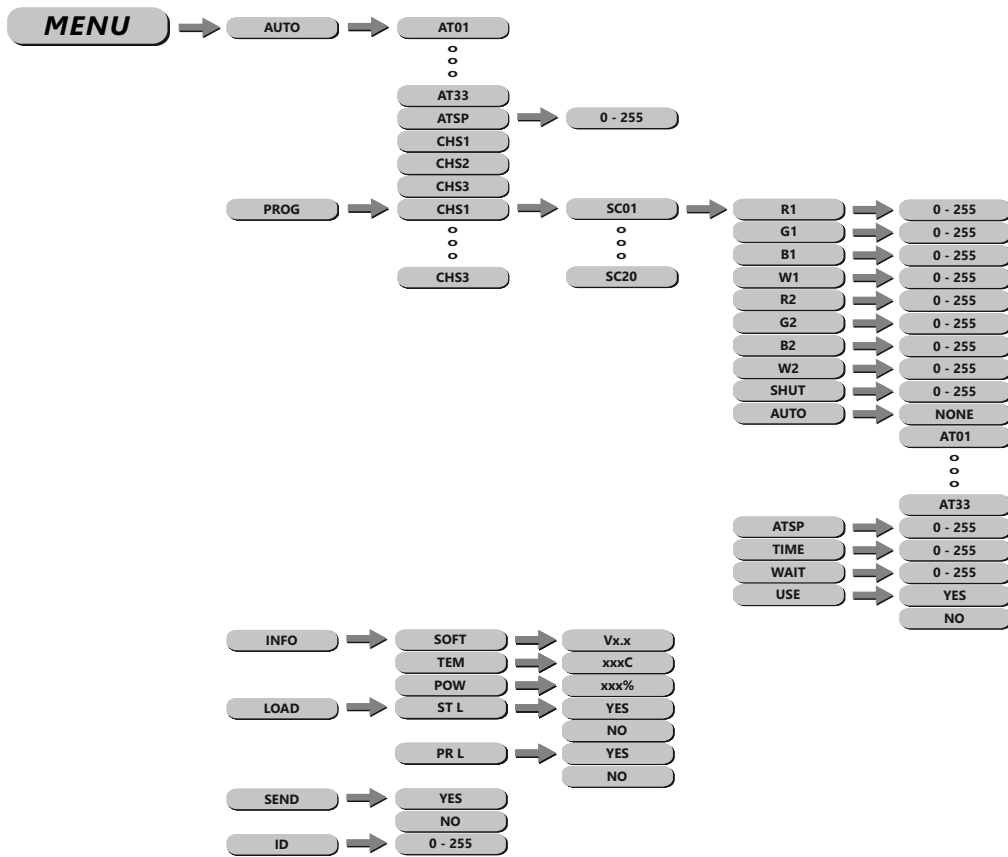 MENU AUTO AT01
AT33
ATSP 0 - 255
CHS1
CHS2
CHS3
PROG CHS1 SC01 R1 0 - 255
G1 0 - 255
B1 0 - 255
CHS3 SC20 W1 0 - 255
R2 0 - 255
G2 0 - 255
B2 0 - 255
W2 0 - 255
SHUT 0 - 255
AUTO NONE
AT01
AT33
ATSP 0 - 255
TIME 0 - 255
WAIT 0 - 255
USE YES
NO
INFO SOFT Vx.x
TEM xxxC
POW xxx%
LOAD ST L YES
NO
PR L YES
NO
SEND YES
NO
ID 0 - 255